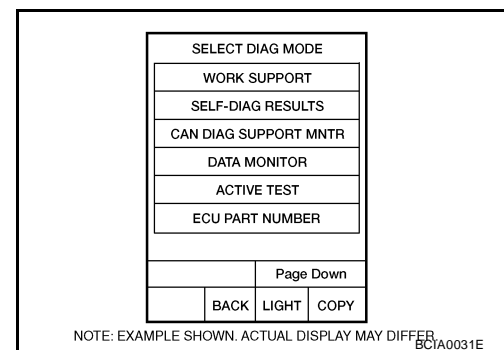 SELECT DIAG MODE
WORK SUPPORT
SELF-DIAG RESULTS
CAN DIAG SUPPORT MNTR
DATA MONITOR
ACTIVE TEST
ECU PART NUMBER
Page Down
BACK LIGHT COPY
NOTE: EXAMPLE SHOWN. ACTUAL DISPLAY MAY DIFFER.
BCIA0031E